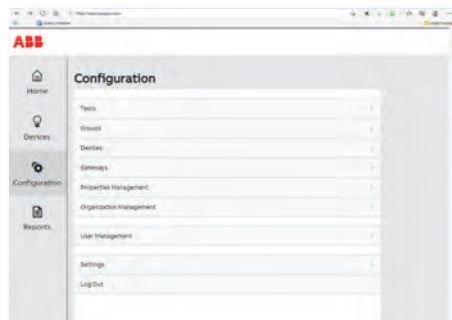 ABB
Home
Devices
Configuration
Reports
Configuration
Tests
Groups
Devices
Gateways
Properties Management
Organization Management
User Management
Settings
Log Out